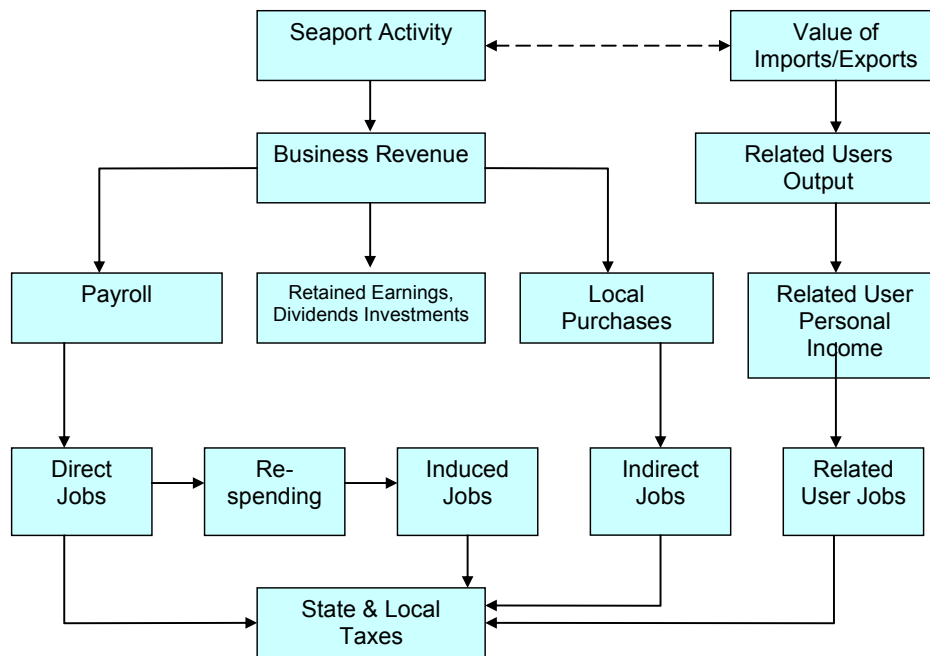 Seaport Activity
Value of
Imports/Exports
Business Revenue
Related Users
Output
Payroll
Retained Earnings,
Dividends Investments
Local
Purchases
Related User
Personal
Income
Direct
Jobs
Re-
spending
Induced
Jobs
Indirect
Jobs
Related
User Jobs
State & Local
Taxes